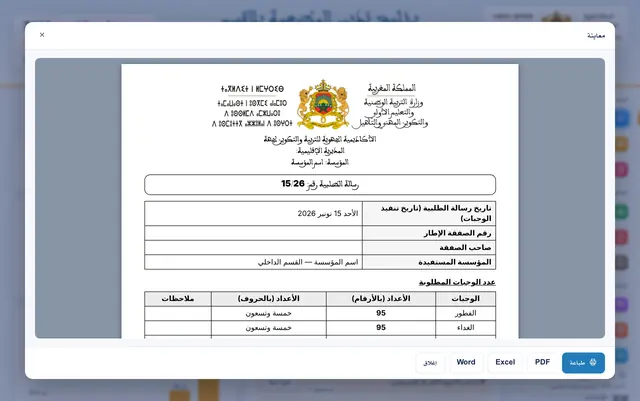 معاينة
×
المملكة المغربية
وزارة التربية الوطنية
والتعليم الأولي
والتكوين المهني والرياضة
الأكاديمية الجهوية للتربية والتكوين لجهة
المديرية الإقليمية:
المؤسسة: اسم المؤسسة
رسالة الطلبية رقم 15/26
تاريخ رسالة الطلبية (تاريخ تنفيذ الوجبات) الأحد 15 نونبر 2026
رقم الصفقة الإطار
صاحب الصفقة
المؤسسة المستفيدة اسم المؤسسة — القسم الداخلي
عدد الوجبات المطلوبة
الوجبات الأعداد (بالأرقام) الأعداد (بالحروف) ملاحظات
الفطور 95 خمسة وتسعون
الغداء 95 خمسة وتسعون
طباعة PDF Excel Word إغلاق